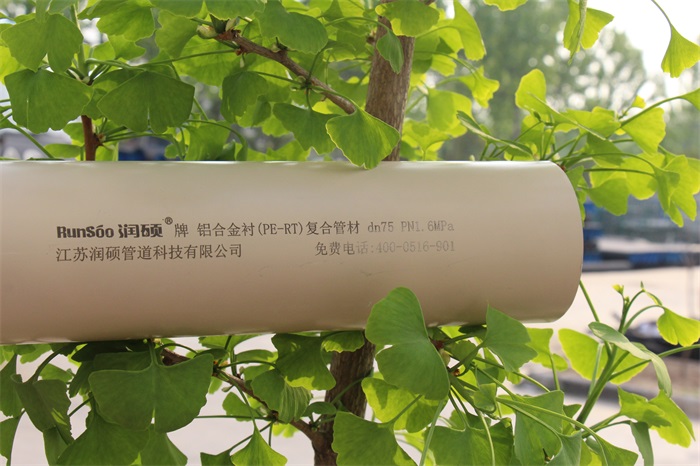 RunSoo 润硕® 牌 铝合金衬(PE-RT)复合管材 dn75 PN1.6MPa
江苏润硕管道科技有限公司 免费电话:400-0516-901